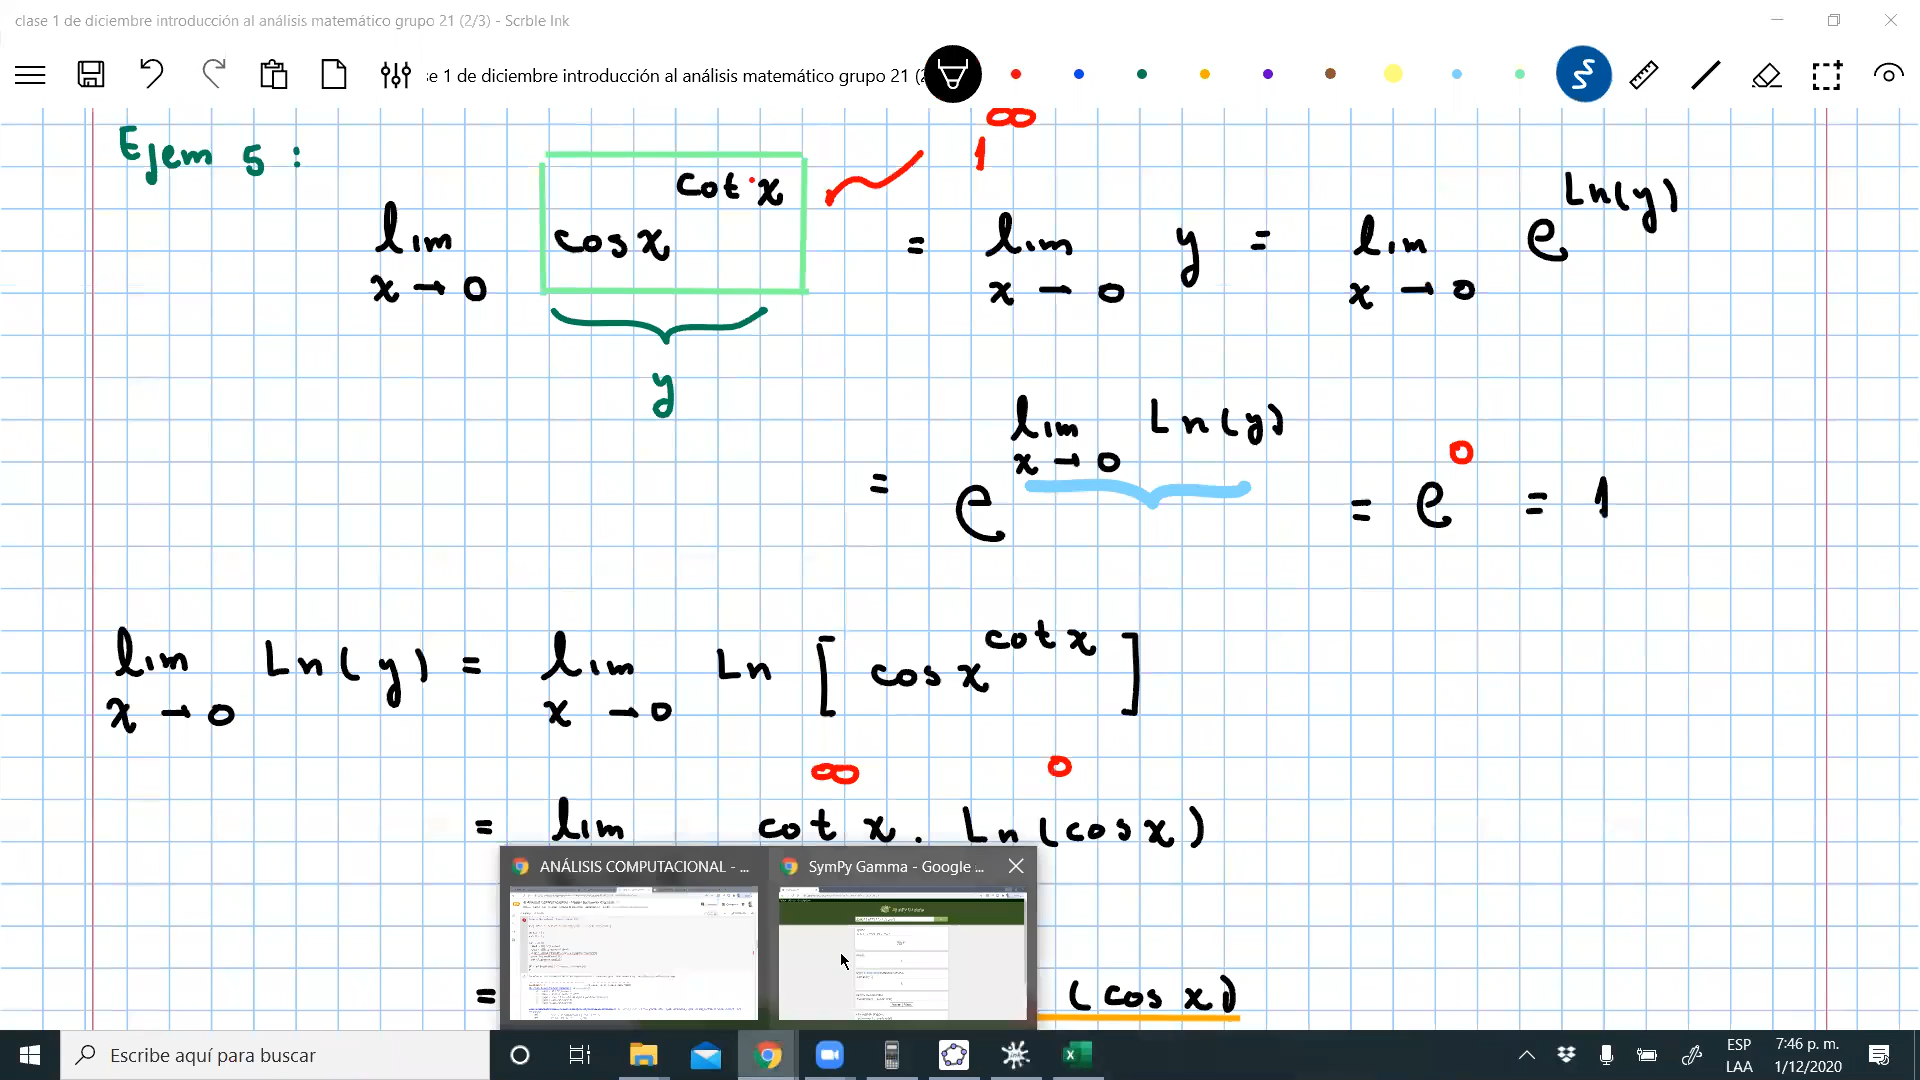 clase 1 de diciembre introducción al análisis matemático grupo 21 (2/3) - Scrble Ink
se 1 de diciembre introducción al análisis matemático grupo 21 (2
Ejem 5 :
1^∞
lim x → 0 cos x^cot x = lim x → 0 y = lim x → 0 e^Ln(y)
y
= e^lim x → 0 Ln(y) = e^0 = 1
lim x → 0 Ln(y) = lim x → 0 Ln [ cos x^cot x ]
∞ 0
= lim cot x . Ln(cos x)
ANÁLISIS COMPUTACIONAL - ...
SymPy Gamma - Google ...
= (cos x)
Escribe aquí para buscar
ESP
LAA
7:46 p. m.
1/12/2020